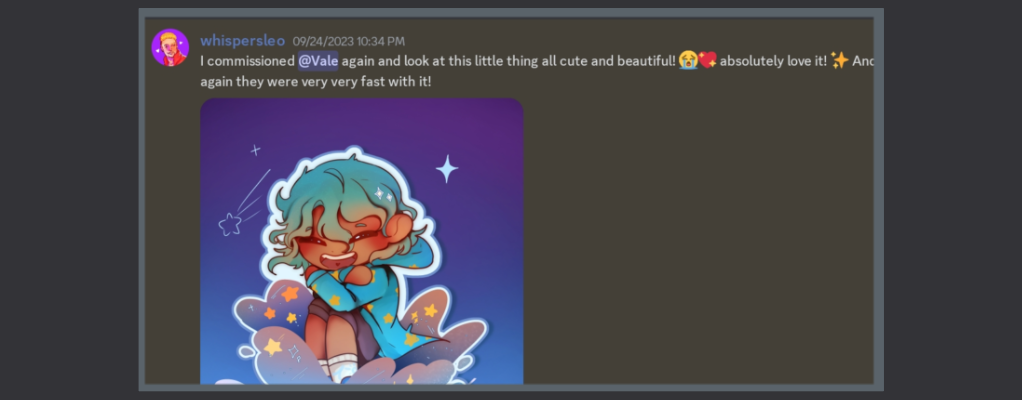 whispersleo 09/24/2023 10:34 PM
I commissioned @Vale again and look at this little thing all cute and beautiful! 😭💖 absolutely love it! ✨ And
again they were very very fast with it!